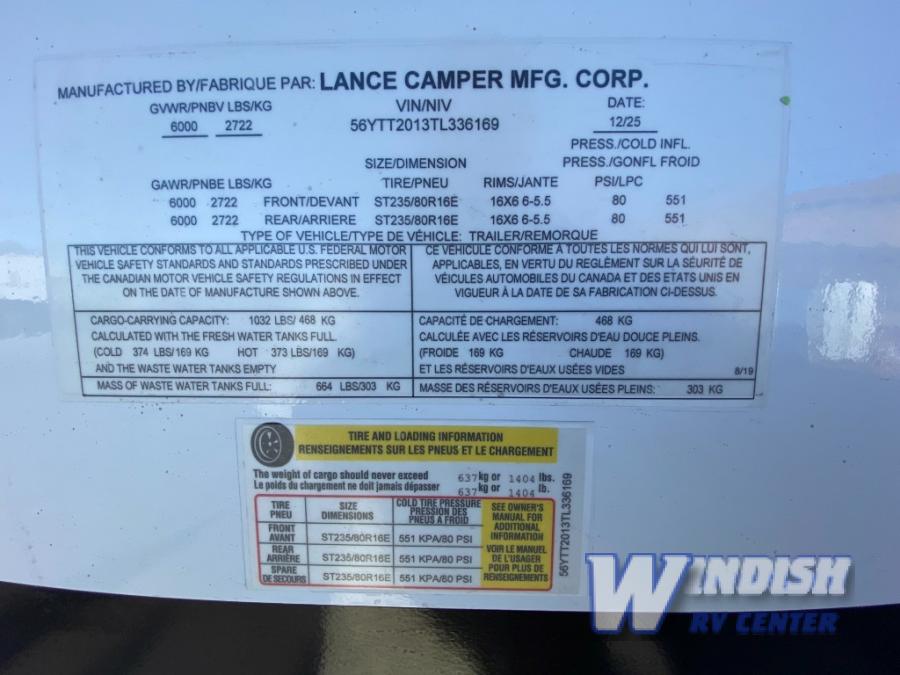 MANUFACTURED BY/FABRIQUE PAR: LANCE CAMPER MFG. CORP.
GVWR/PNBV LBS/KG VIN/NIV DATE:
6000 2722 56YTT2013TL336169 12/25
PRESS./COLD INFL.
SIZE/DIMENSION PRESS./GONFL FROID
GAWR/PNBE LBS/KG TIRE/PNEU RIMS/JANTE PSI/LPC
6000 2722 FRONT/DEVANT ST235/80R16E 16X6 6-5.5 80 551
6000 2722 REAR/ARRIERE ST235/80R16E 16X6 6-5.5 80 551
TYPE OF VEHICLE/TYPE DE VÉHICLE: TRAILER/REMORQUE
THIS VEHICLE CONFORMS TO ALL APPLICABLE U.S. FEDERAL MOTOR
VEHICLE SAFETY STANDARDS AND STANDARDS PRESCRIBED UNDER
THE CANADIAN MOTOR VEHICLE SAFETY REGULATIONS IN EFFECT
ON THE DATE OF MANUFACTURE SHOWN ABOVE.
CE VÉHICULE CONFORME A TOUTES LES NORMES QUI LUI SONT,
APPLICABLES, EN VERTU DU REGLEMENT SUR LA SÉURITÉ DE
VÉICULES AUTOMOBILES DU CANADA ET DES ETATS UNIS EN
VIGUEUR À LA DATE DE SA FABRICATION CI-DESSUS.
CARGO-CARRYING CAPACITY: 1032 LBS/ 468 KG
CALCULATED WITH THE FRESH WATER TANKS FULL.
(COLD 374 LBS/169 KG HOT 373 LBS/169 KG)
AND THE WASTE WATER TANKS EMPTY
CAPACITÉ DE CHARGEMENT: 468 KG
CALCULÉE AVEC LES RÉSERVOIRS D'EAU DOUCE PLEINS.
(FROIDE 169 KG CHAUDE 169 KG)
ET LES RÉSERVOIRS D'EAUX USÉES VIDES 8/19
MASS OF WASTE WATER TANKS FULL: 664 LBS/303 KG
MASSE DES RÉSERVOIRS D'EAUX USÉES PLEINS: 303 KG
TIRE AND LOADING INFORMATION
RENSEIGNEMENTS SUR LES PNEUS ET LE CHARGEMENT
The weight of cargo should never exceed 637 kg or 1404 lbs.
Le poids du chargement ne doit jamais dépasser 637 kg or 1404 lb.
TIRE SIZE COLD TIRE PRESSURE
PNEU DIMENSIONS PRESSION DES
PNEUS A FROID
FRONT
AVANT ST235/80R16E 551 KPA/80 PSI
REAR
ARRIÈRE ST235/80R16E 551 KPA/80 PSI
SPARE
DE SECOURS ST235/80R16E 551 KPA/80 PSI
SEE OWNER'S
MANUAL FOR
ADDITIONAL
INFORMATION
VOIR LE MANUEL
DE L'USAGER
POUR PLUS DE
RENSEIGNEMENTS
56YTT2013TL336169
WINDISH
RV CENTER